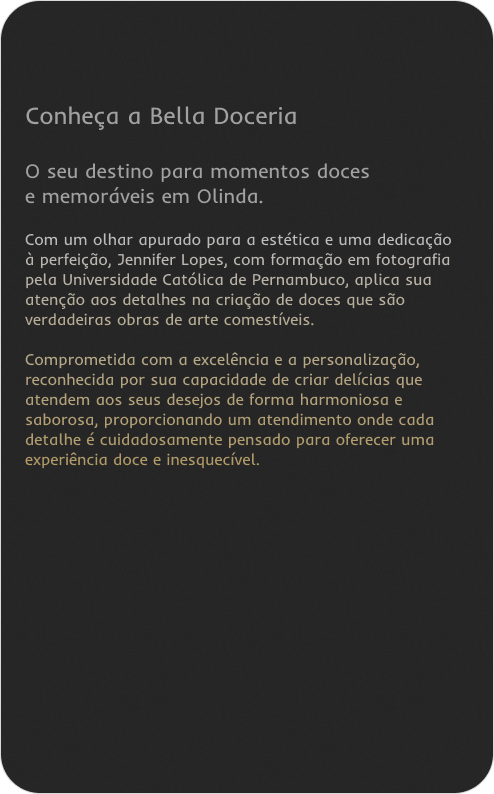 Conheça a Bella Doceria
O seu destino para momentos doces
e memoráveis em Olinda.
Com um olhar apurado para a estética e uma dedicação
à perfeição, Jennifer Lopes, com formação em fotografia
pela Universidade Católica de Pernambuco, aplica sua
atenção aos detalhes na criação de doces que são
verdadeiras obras de arte comestíveis.
Comprometida com a excelência e a personalização,
reconhecida por sua capacidade de criar delícias que
atendem aos seus desejos de forma harmoniosa e
saborosa, proporcionando um atendimento onde cada
detalhe é cuidadosamente pensado para oferecer uma
experiência doce e inesquecível.